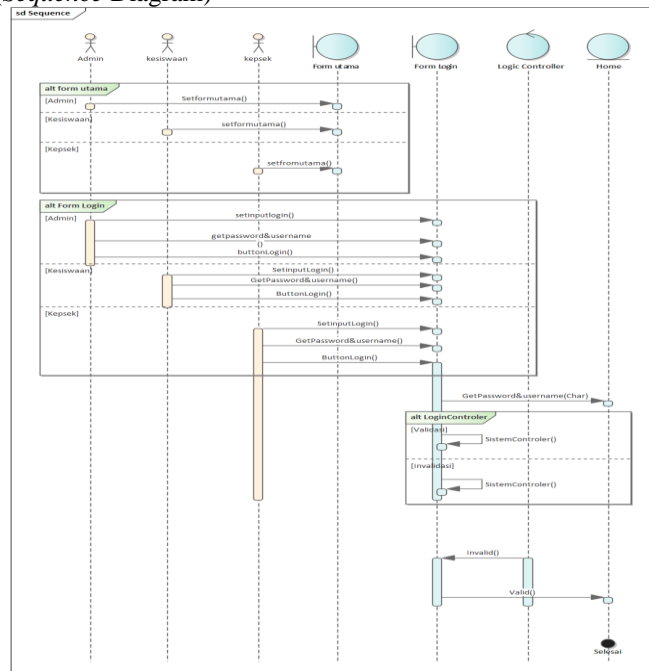 (sequence Diagram)
sd Sequence
Admin
kesiswaan
kepsek
Form utama
Form login
Logic Controller
Home
alt form utama
[Admin]
Setformutama()
[Kesiswaan]
setformutama()
[Kepsek]
setfromutama()
alt Form Login
[Admin]
setinputlogin()
getpassword&username
()
buttonLogin()
[Kesiswaan]
SetinputLogin()
GetPassword&username()
ButtonLogin()
[Kepsek]
SetinputLogin()
GetPassword&username()
ButtonLogin()
GetPassword&username(Char)
alt LoginControler
[Validasi]
SistemControler()
[Invalidasi]
SistemControler()
Invalid()
Valid()
Selesai